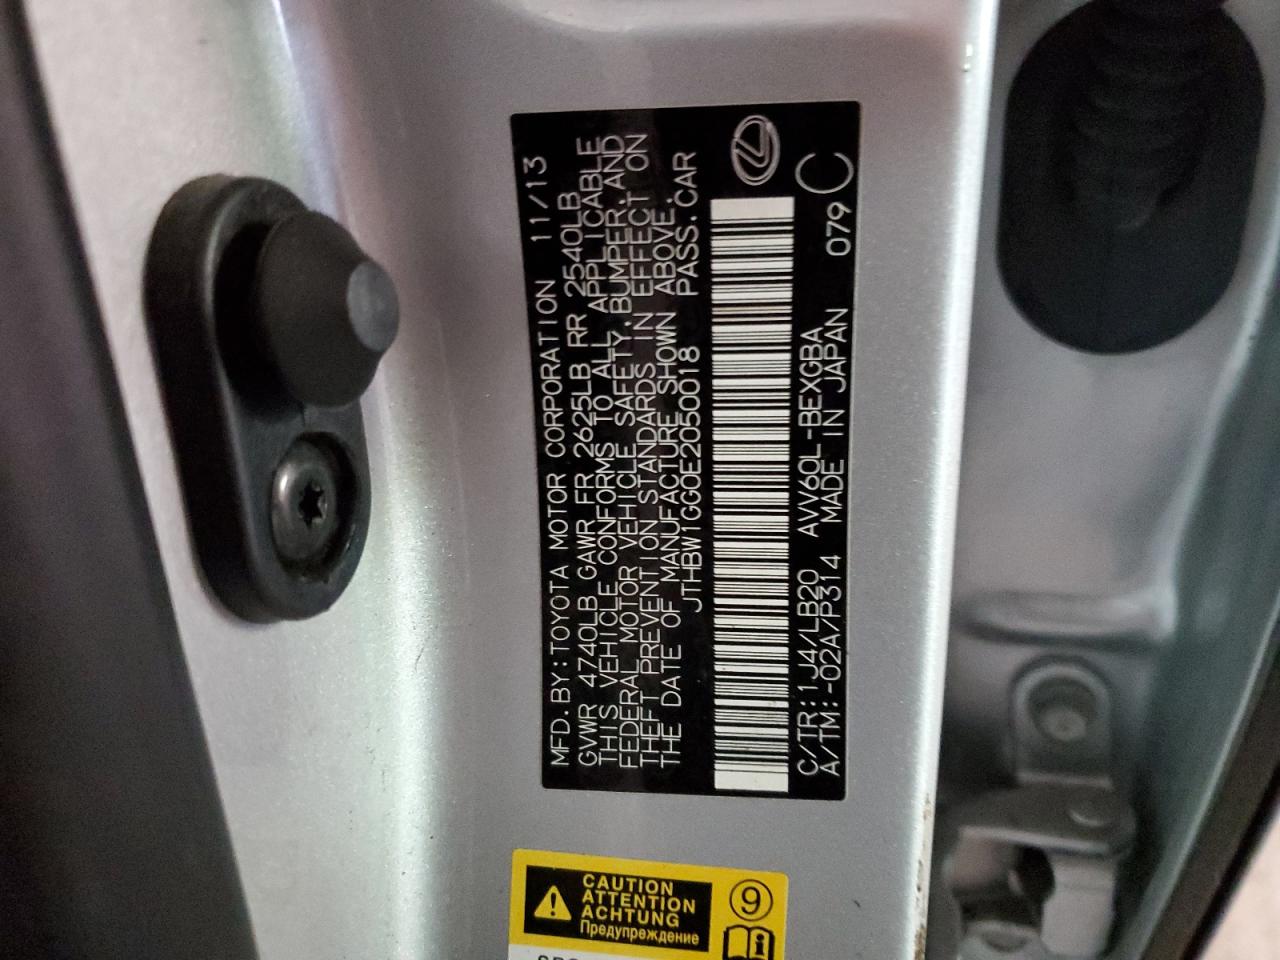 MFD.BY:TOYOTA MOTOR CORPORATION 11/13
GVWR 4740LB GAWR FR 2625LB RR 2540LB
THIS VEHICLE CONFORMS TO ALL APPLICABLE
FEDERAL MOTOR VEHICLE SAFETY,BUMPER,AND
THEFT PREVENTION STANDARDS IN EFFECT ON
THE DATE OF MANUFACTURE SHOWN ABOVE.
JTHBW1GG0E2050018 PASS.CAR
C/TR:1J4/LB20 AVV60L-BEXGBA
A/TM:-02A/P314 MADE IN JAPAN 079 C
CAUTION
ATTENTION
ACHTUNG
Предупреждение
9